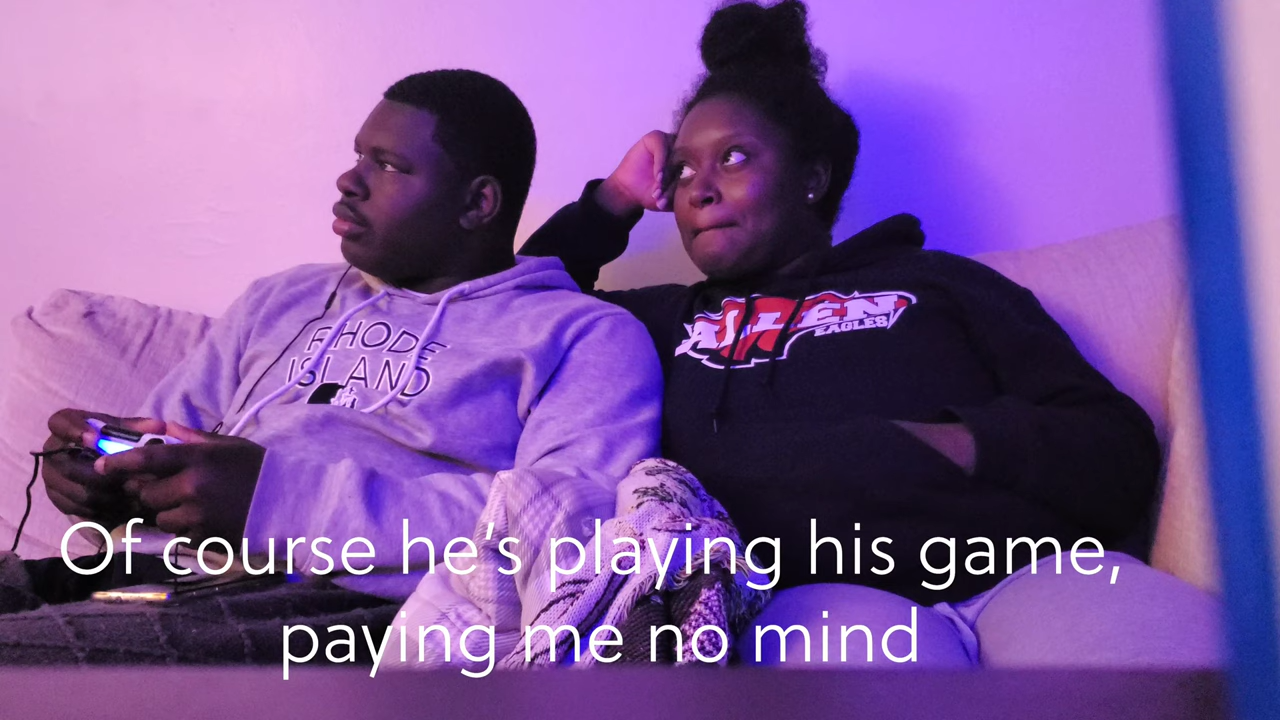 RHODE
ISLAND
ALLEN
EAGLES
Of course he's playing his game,
paying me no mind